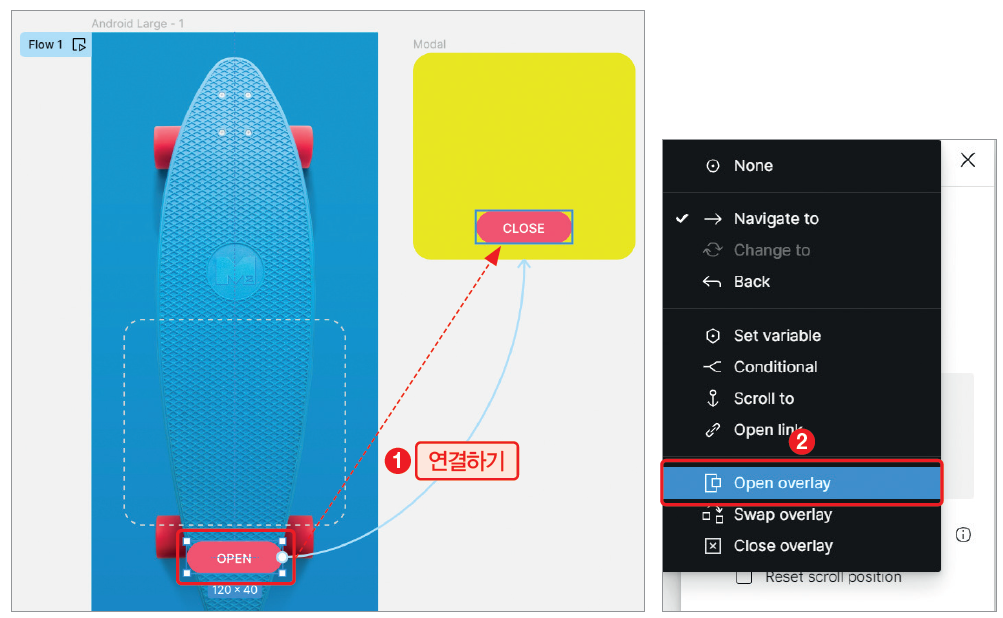 Android Large - 1
Flow 1
Modal
CLOSE
1 연결하기
OPEN
120 × 40
None
Navigate to
Change to
Back
Set variable
Conditional
Scroll to
Open link
2
Open overlay
Swap overlay
Close overlay
Reset scroll position